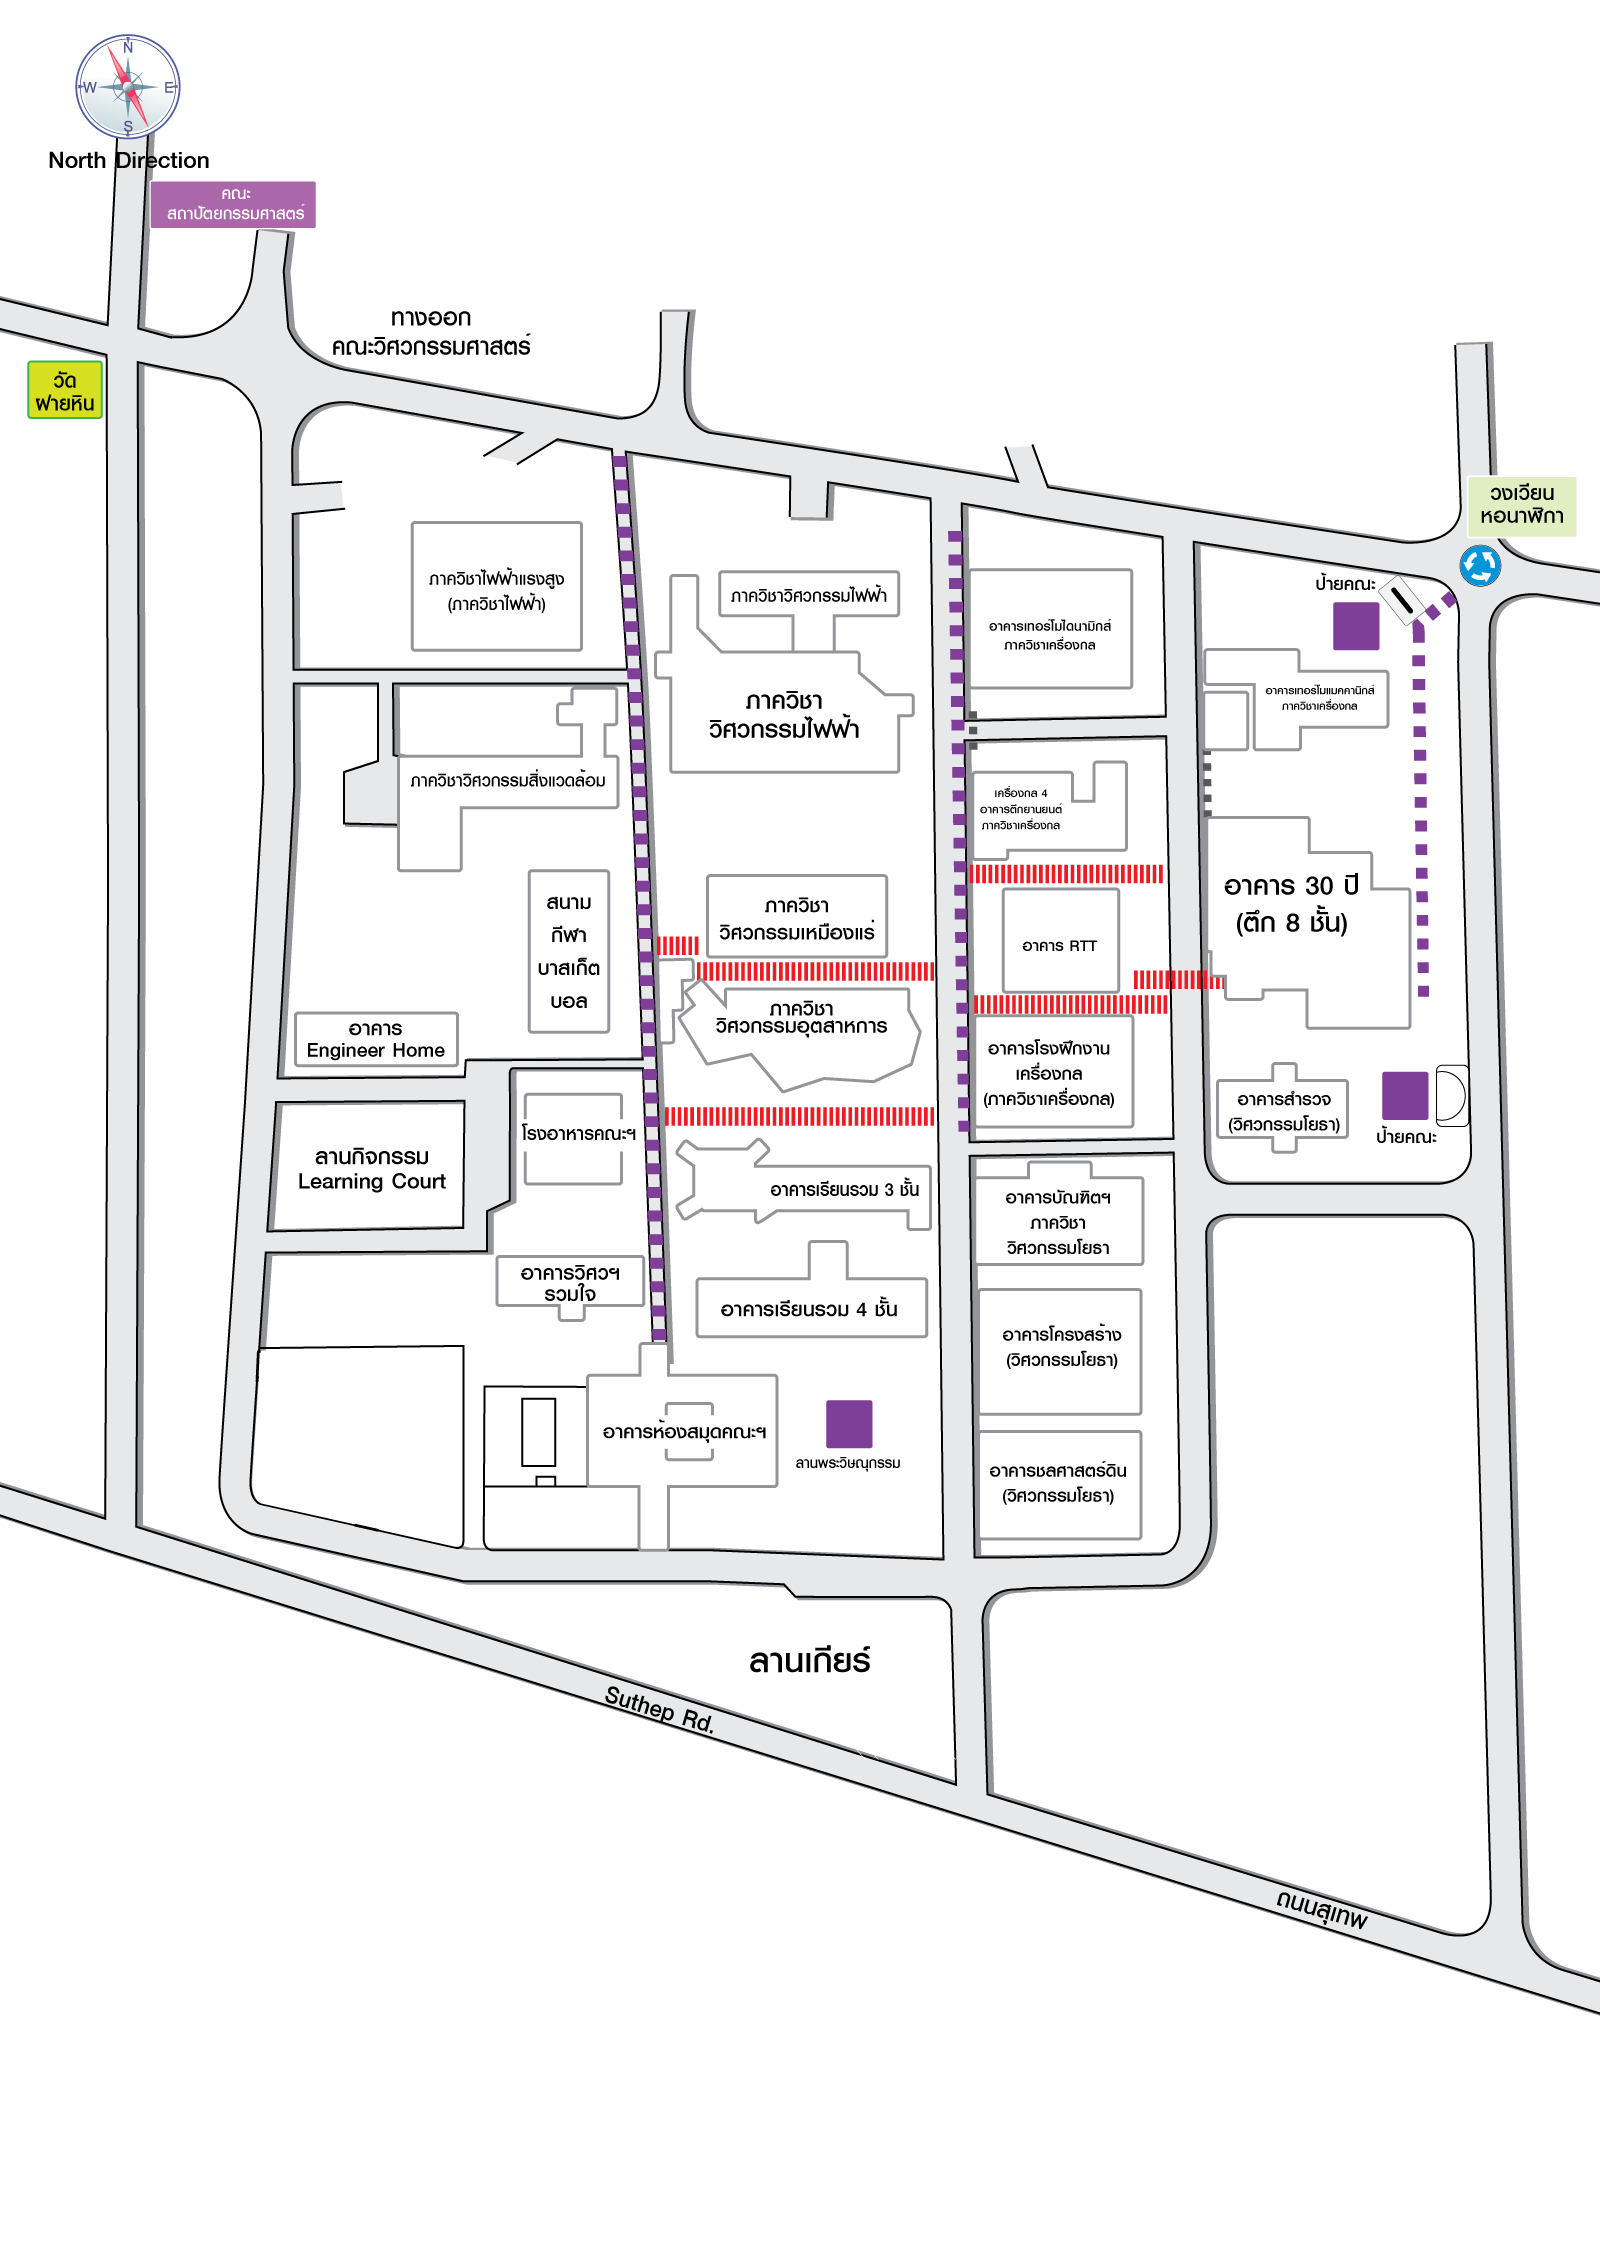 N
W
E
S
North Direction
คณะ
สถาปัตยกรรมศาสตร์
ทางออก
คณะวิศวกรรมศาสตร์
วัด
ฝายหิน
วงเวียน
หอนาฬิกา
ป้ายคณะ
ภาควิชาไฟฟ้าแรงสูง
(ภาควิชาไฟฟ้า)
ภาควิชาวิศวกรรมไฟฟ้า
อาคารเทอร์โมไดนามิกส์
ภาควิชาเครื่องกล
ภาควิชา
วิศวกรรมไฟฟ้า
อาคารเทอร์โมแมคคานิกส์
ภาควิชาเครื่องกล
ภาควิชาวิศวกรรมสิ่งแวดล้อม
เครื่องกล 4
อาคารตึกยานยนต์
ภาควิชาเครื่องกล
สนาม
กีฬา
บาสเก็ต
บอล
ภาควิชา
วิศวกรรมเหมืองแร่
อาคาร RTT
อาคาร 30 ปี
(ตึก 8 ชั้น)
ภาควิชา
วิศวกรรมอุตสาหการ
อาคาร
Engineer Home
อาคารโรงฝึกงาน
เครื่องกล
(ภาควิชาเครื่องกล)
อาคารสำรวจ
(วิศวกรรมโยธา)
ป้ายคณะ
โรงอาหารคณะฯ
ลานกิจกรรม
Learning Court
อาคารเรียนรวม 3 ชั้น
อาคารบัณฑิตฯ
ภาควิชา
วิศวกรรมโยธา
อาคารวิศวฯ
รวมใจ
อาคารเรียนรวม 4 ชั้น
อาคารโครงสร้าง
(วิศวกรรมโยธา)
อาคารห้องสมุดคณะฯ
ลานพระวิษณุกรรม
อาคารชลศาสตร์ดิน
(วิศวกรรมโยธา)
ลานเกียร์
Suthep Rd.
ถนนสุเทพ